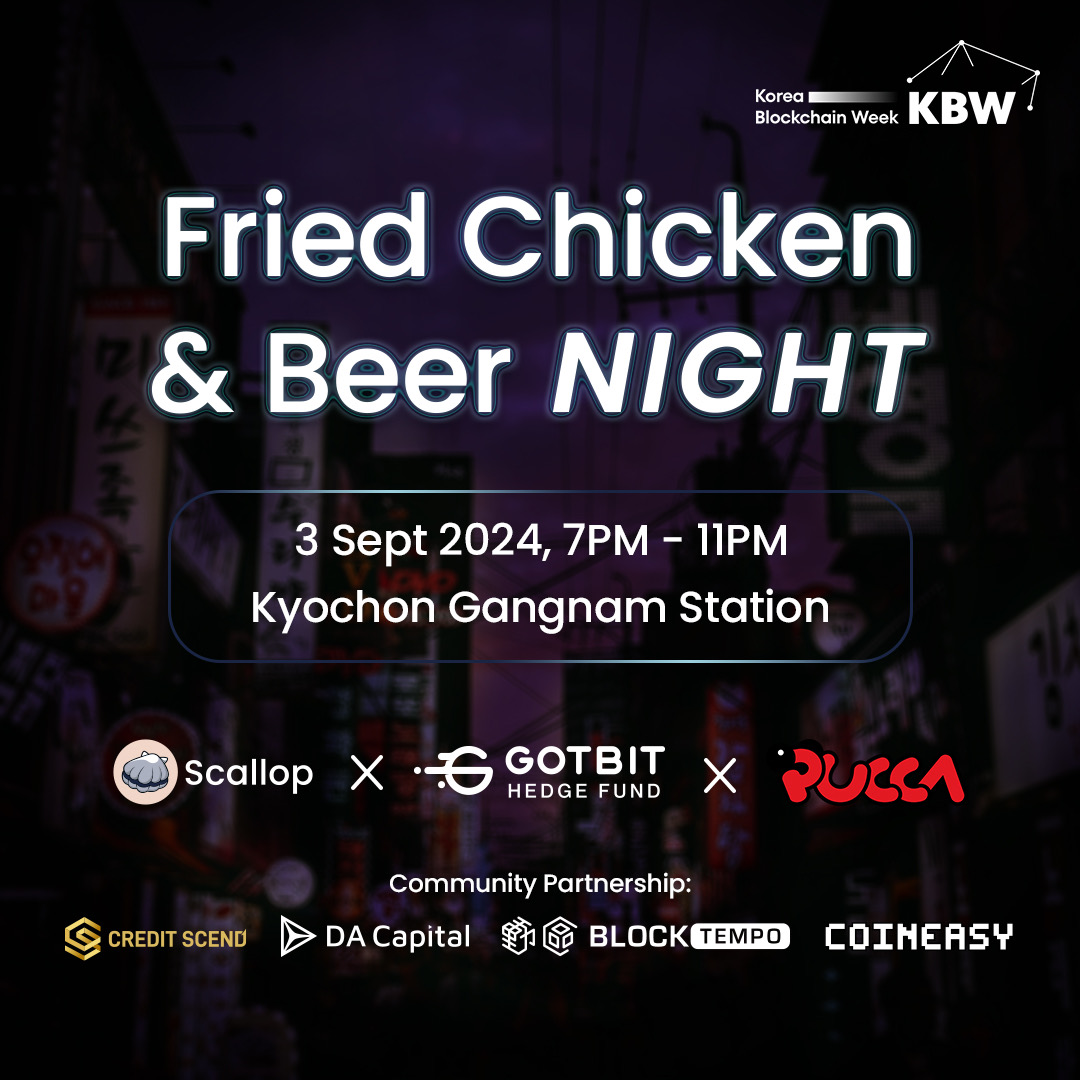 Korea
Blockchain Week KBW
Fried Chicken
& Beer NIGHT
3 Sept 2024, 7PM - 11PM
Kyochon Gangnam Station
Scallop X GOTBIT HEDGE FUND X PUCCA
Community Partnership:
CREDIT SCEND DA Capital BLOCK TEMPO COINEASY